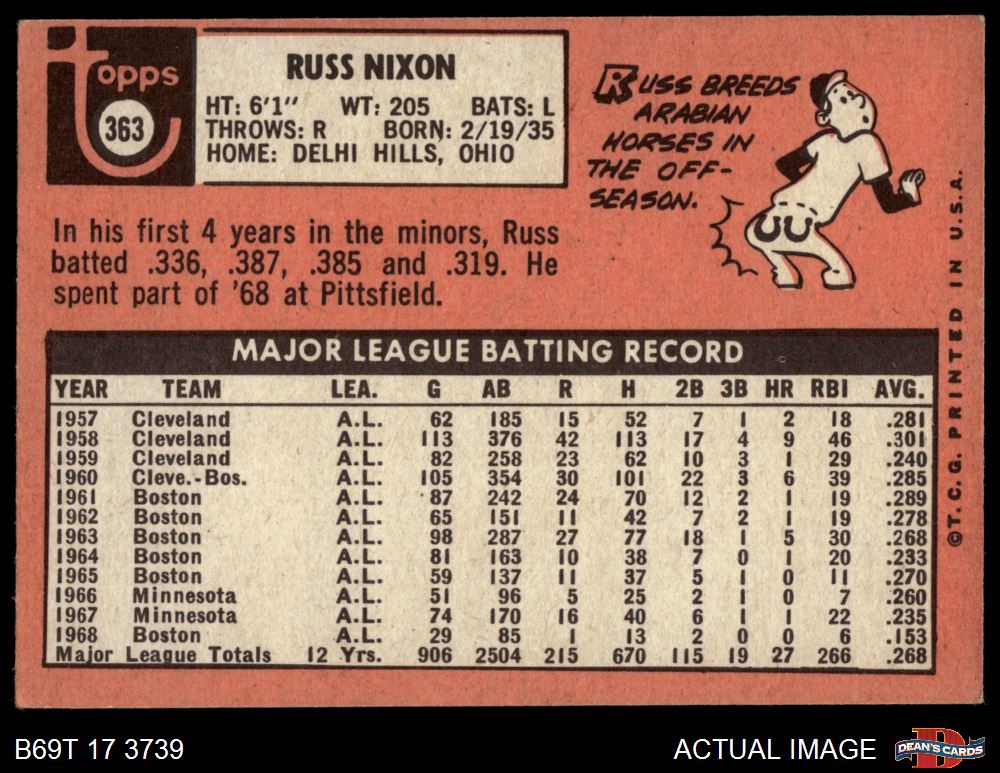 topps
363
RUSS NIXON
HT: 6'1" WT: 205 BATS: L
THROWS: R BORN: 2/19/35
HOME: DELHI HILLS, OHIO
RUSS BREEDS
ARABIAN
HORSES IN
THE OFF-
SEASON.
In his first 4 years in the minors, Russ
batted .336, .387, .385 and .319. He
spent part of '68 at Pittsfield.
MAJOR LEAGUE BATTING RECORD
YEAR TEAM LEA. G AB R H 2B 3B HR RBI AVG.
1957 Cleveland A.L. 62 185 15 52 7 1 2 18 .281
1958 Cleveland A.L. 113 376 42 113 17 4 9 46 .301
1959 Cleveland A.L. 82 258 23 62 10 3 1 29 .240
1960 Cleve.-Bos. A.L. 105 354 30 101 22 3 6 39 .285
1961 Boston A.L. 87 242 24 70 12 2 1 19 .289
1962 Boston A.L. 65 151 11 42 7 2 1 19 .278
1963 Boston A.L. 98 287 27 77 18 1 5 30 .268
1964 Boston A.L. 81 163 10 38 7 0 1 20 .233
1965 Boston A.L. 59 137 11 37 5 1 0 11 .270
1966 Minnesota A.L. 51 96 5 25 2 1 0 7 .260
1967 Minnesota A.L. 74 170 16 40 6 1 1 22 .235
1968 Boston A.L. 29 85 1 13 2 0 0 6 .153
Major League Totals 12 Yrs. 906 2504 215 670 115 19 27 266 .268
©T.C.G. PRINTED IN U.S.A.
B69T 17 3739
ACTUAL IMAGE
DEAN'S CARDS